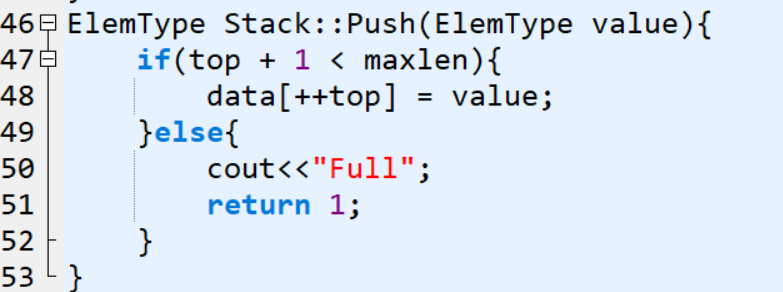 46 ElemType Stack::Push(ElemType value){
47     if(top + 1 < maxlen){
48         data[++top] = value;
49     }else{
50         cout<<"Full";
51         return 1;
52     }
53 }